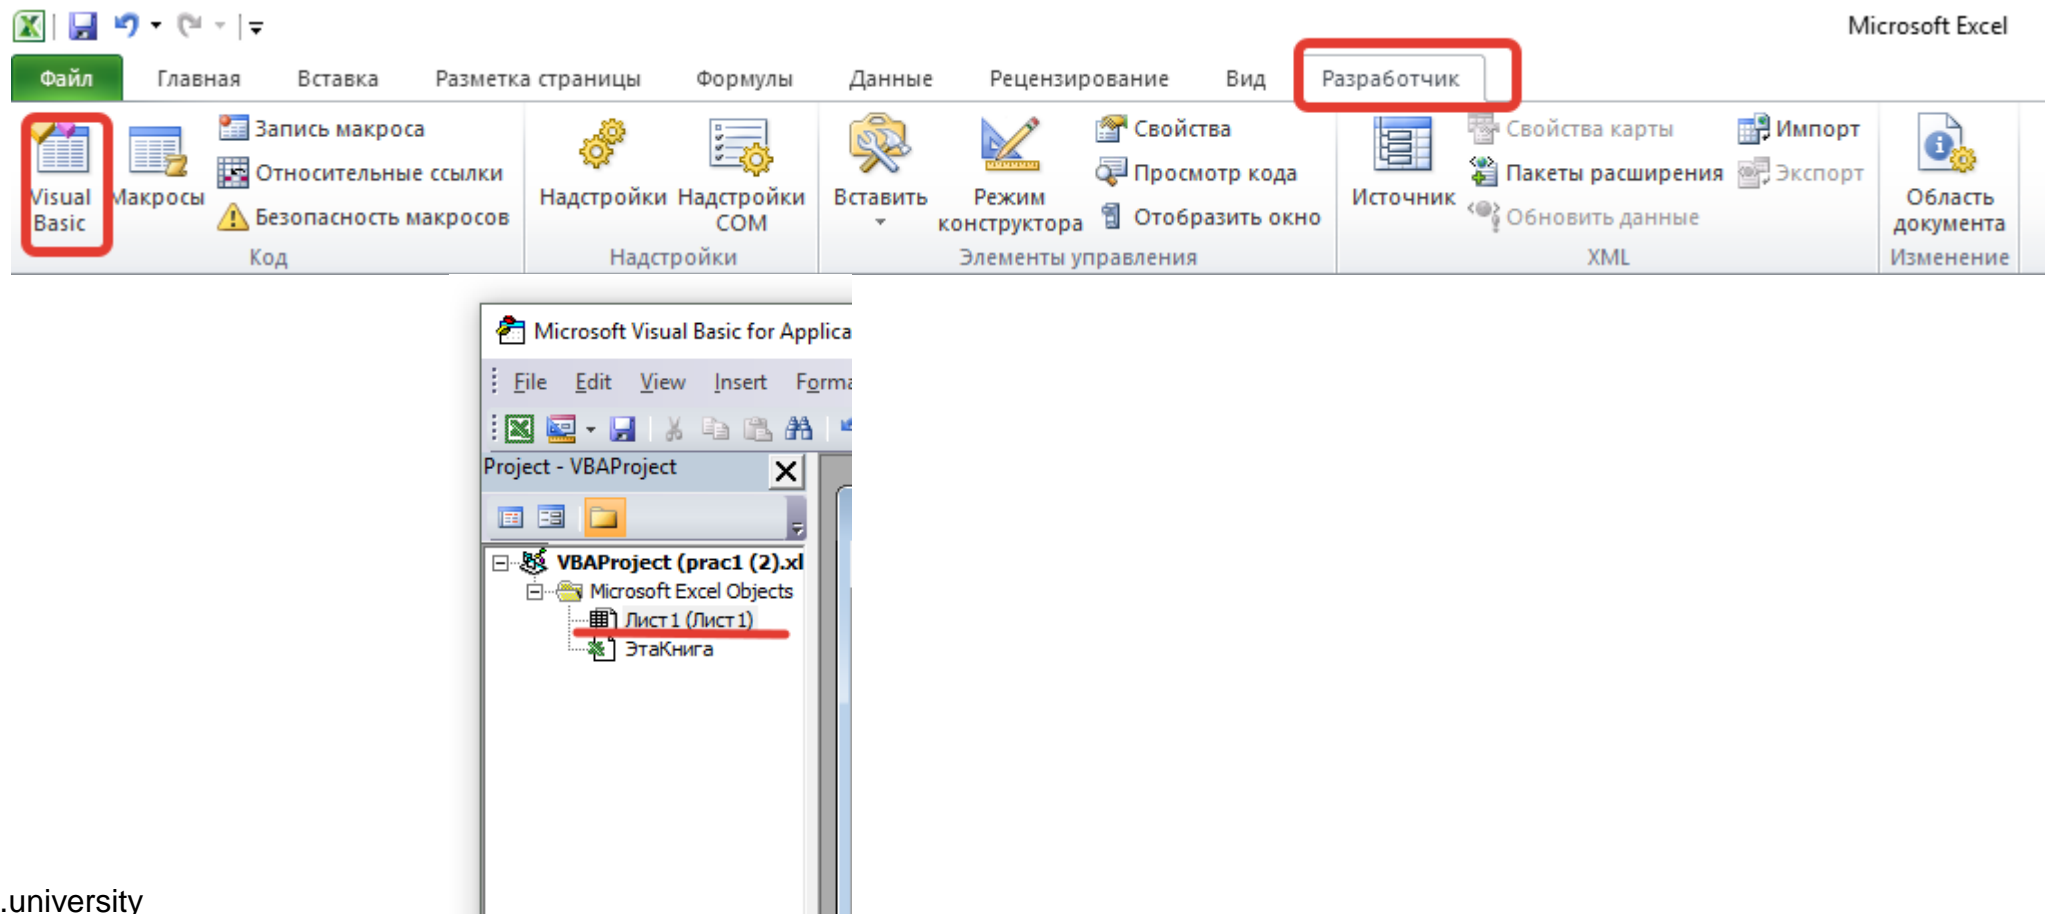 Microsoft Excel
Файл Главная Вставка Разметка страницы Формулы Данные Рецензирование Вид Разработчик
Visual Basic
Макросы
Запись макроса
Относительные ссылки
Безопасность макросов
Код
Надстройки
Надстройки COM
Надстройки
Вставить
Режим конструктора
Свойства
Просмотр кода
Отобразить окно
Элементы управления
Источник
Свойства карты
Пакеты расширения
Обновить данные
Импорт
Экспорт
XML
Область документа
Изменение
Microsoft Visual Basic for Applica
File Edit View Insert Forma
Project - VBAProject
VBAProject (prac1 (2).xl
Microsoft Excel Objects
Лист1 (Лист1)
ЭтаКнига
.university